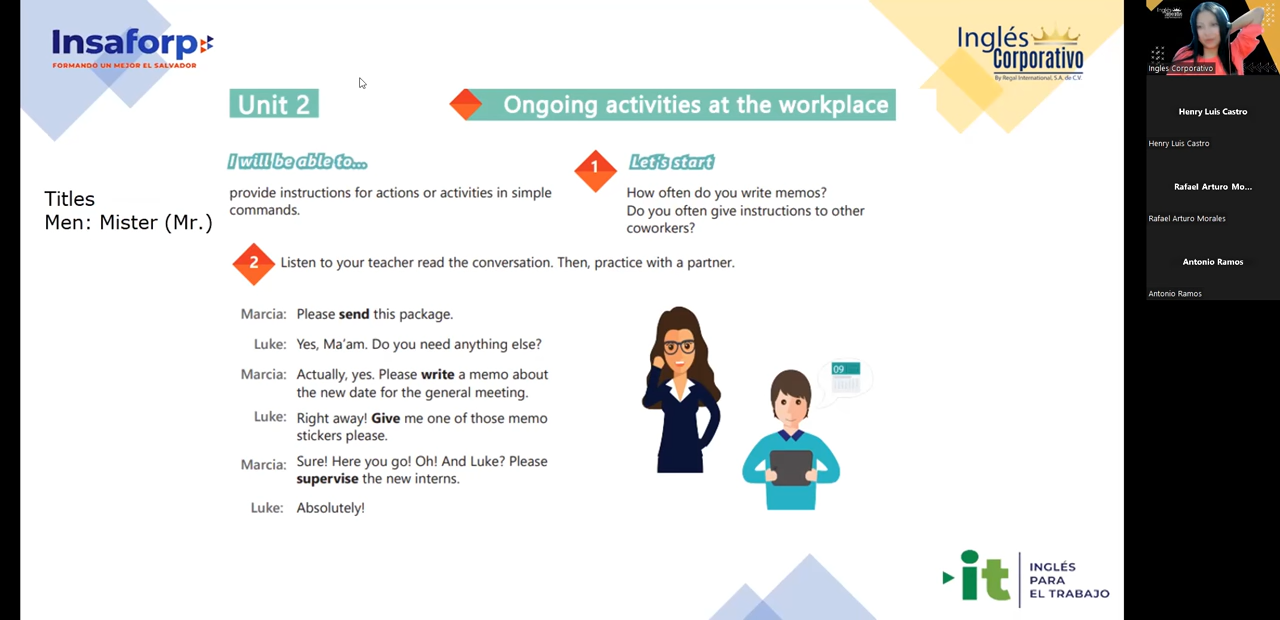 Insaforp
FORMANDO UN MEJOR EL SALVADOR
Inglés
Corporativo
By Regal International, S.A. de C.V.
Unit 2
Ongoing activities at the workplace
I will be able to...
provide instructions for actions or activities in simple
commands.
1
Let's start
How often do you write memos?
Do you often give instructions to other
coworkers?
Titles
Men: Mister (Mr.)
2
Listen to your teacher read the conversation. Then, practice with a partner.
Marcia: Please send this package.
Luke: Yes, Ma'am. Do you need anything else?
Marcia: Actually, yes. Please write a memo about
the new date for the general meeting.
Luke: Right away! Give me one of those memo
stickers please.
Marcia: Sure! Here you go! Oh! And Luke? Please
supervise the new interns.
Luke: Absolutely!
09
it
INGLÉS
PARA
EL TRABAJO
Ingles Corporativo
Henry Luis Castro
Henry Luis Castro
Rafael Arturo Mo...
Rafael Arturo Morales
Antonio Ramos
Antonio Ramos